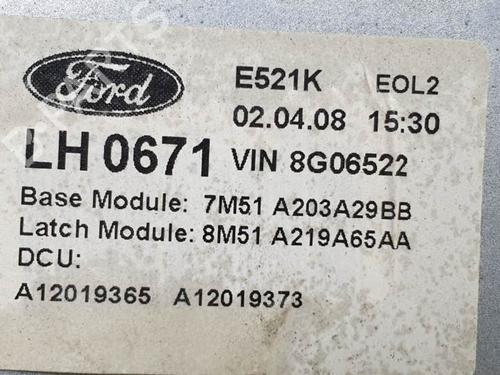 Ford
E521K EOL2
02.04.08 15:30
LH 0671 VIN 8G06522
Base Module: 7M51 A203A29BB
Latch Module: 8M51 A219A65AA
DCU:
A12019365 A12019373